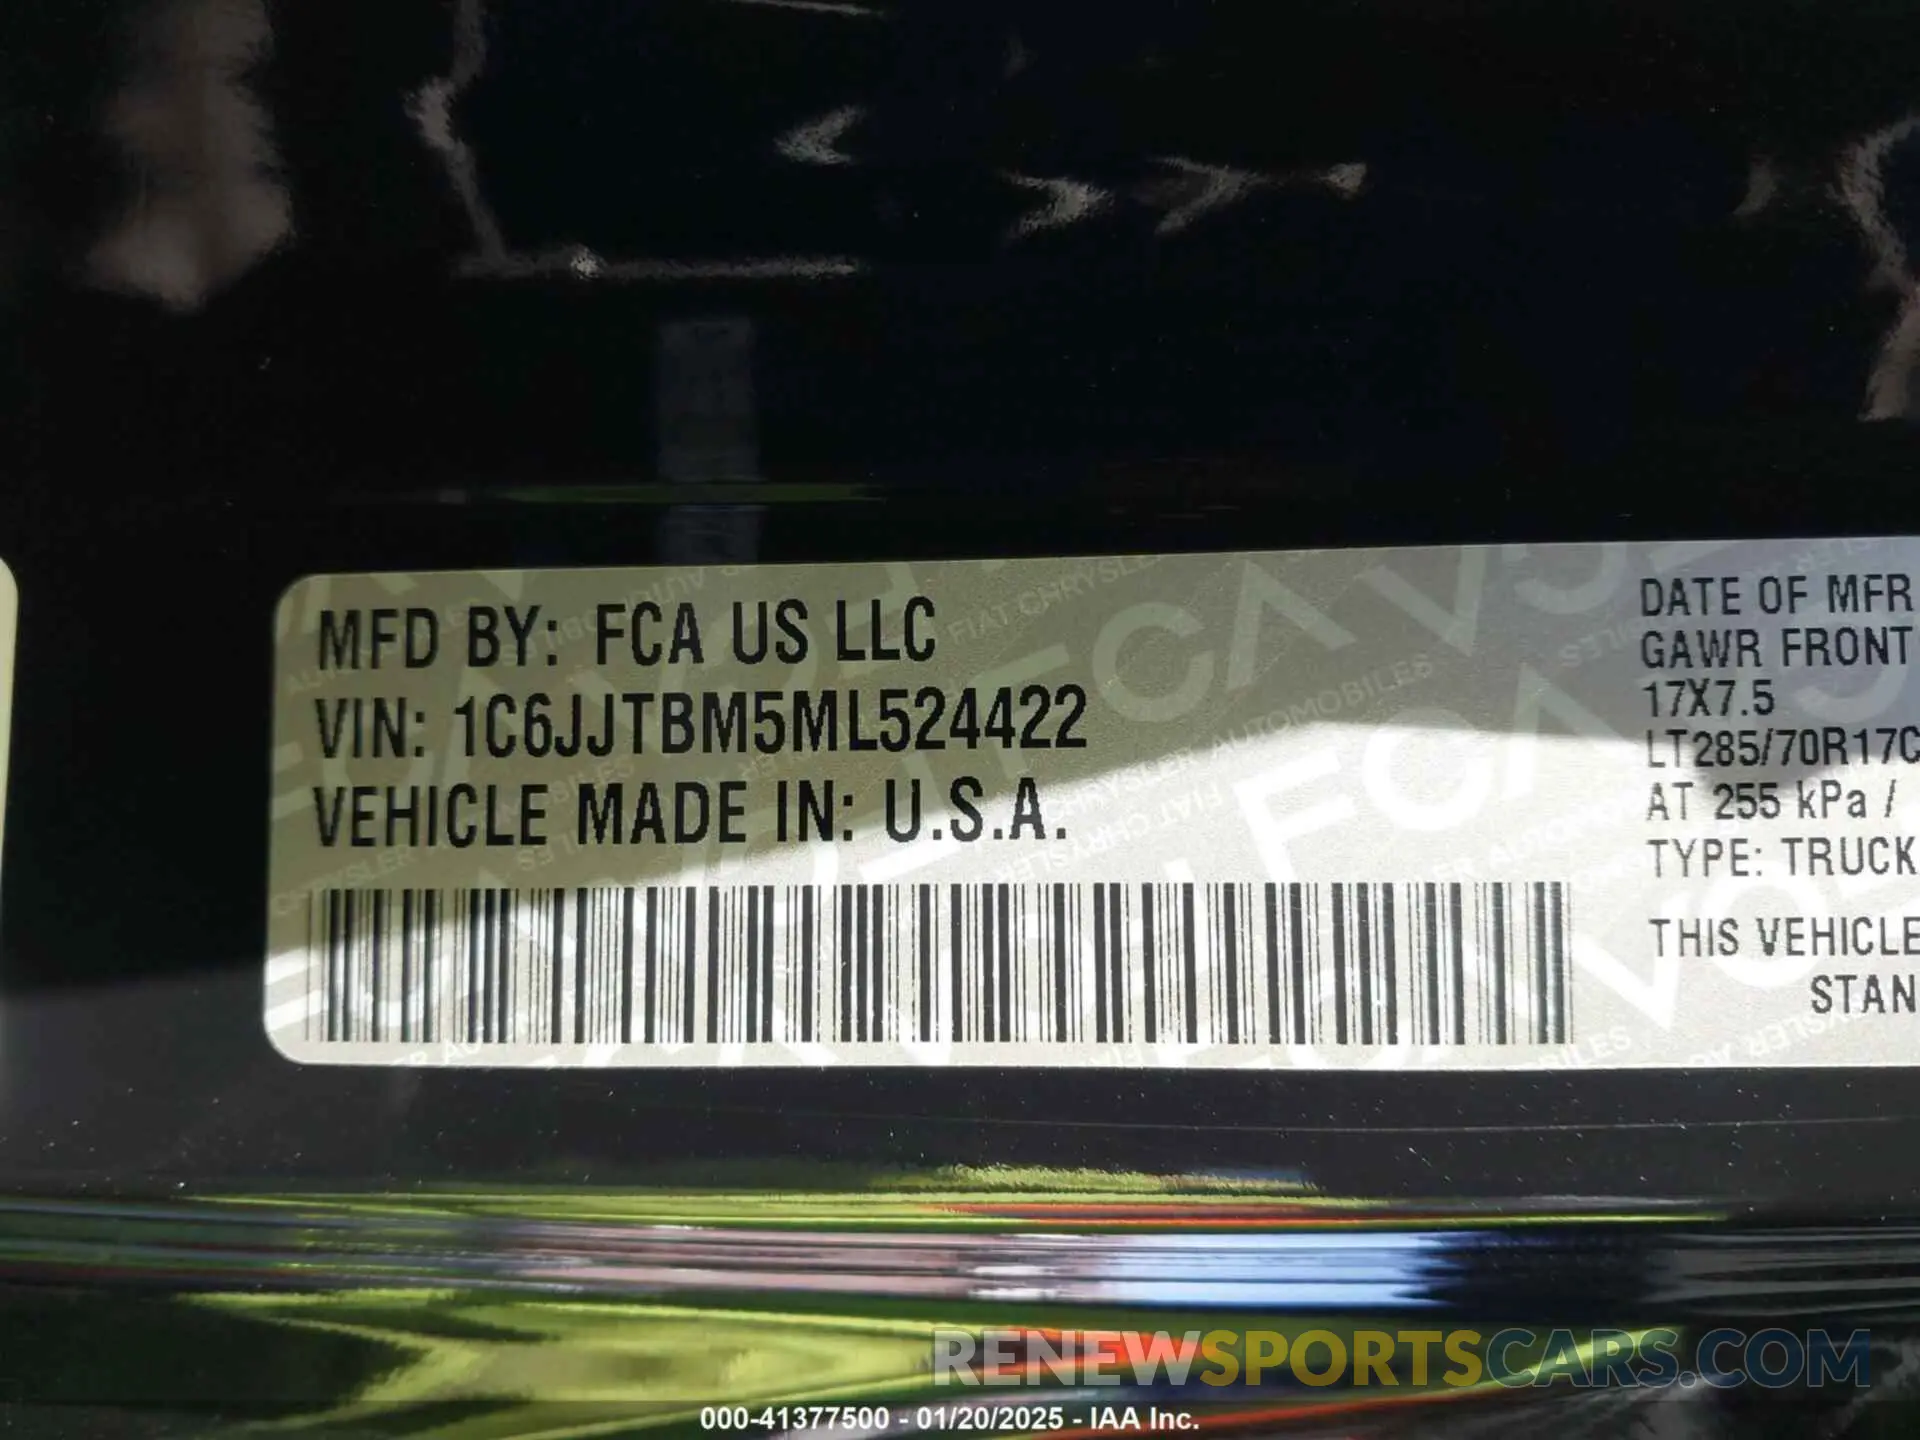 MFD BY: FCA US LLC
VIN: 1C6JJTBM5ML524422
VEHICLE MADE IN: U.S.A.
DATE OF MFR
GAWR FRONT
17X7.5
LT285/70R17C
AT 255 kPa /
TYPE: TRUCK
THIS VEHICLE
STAN
RENEWSPORTSCARS.COM
000-41377500 - 01/20/2025 - IAA Inc.